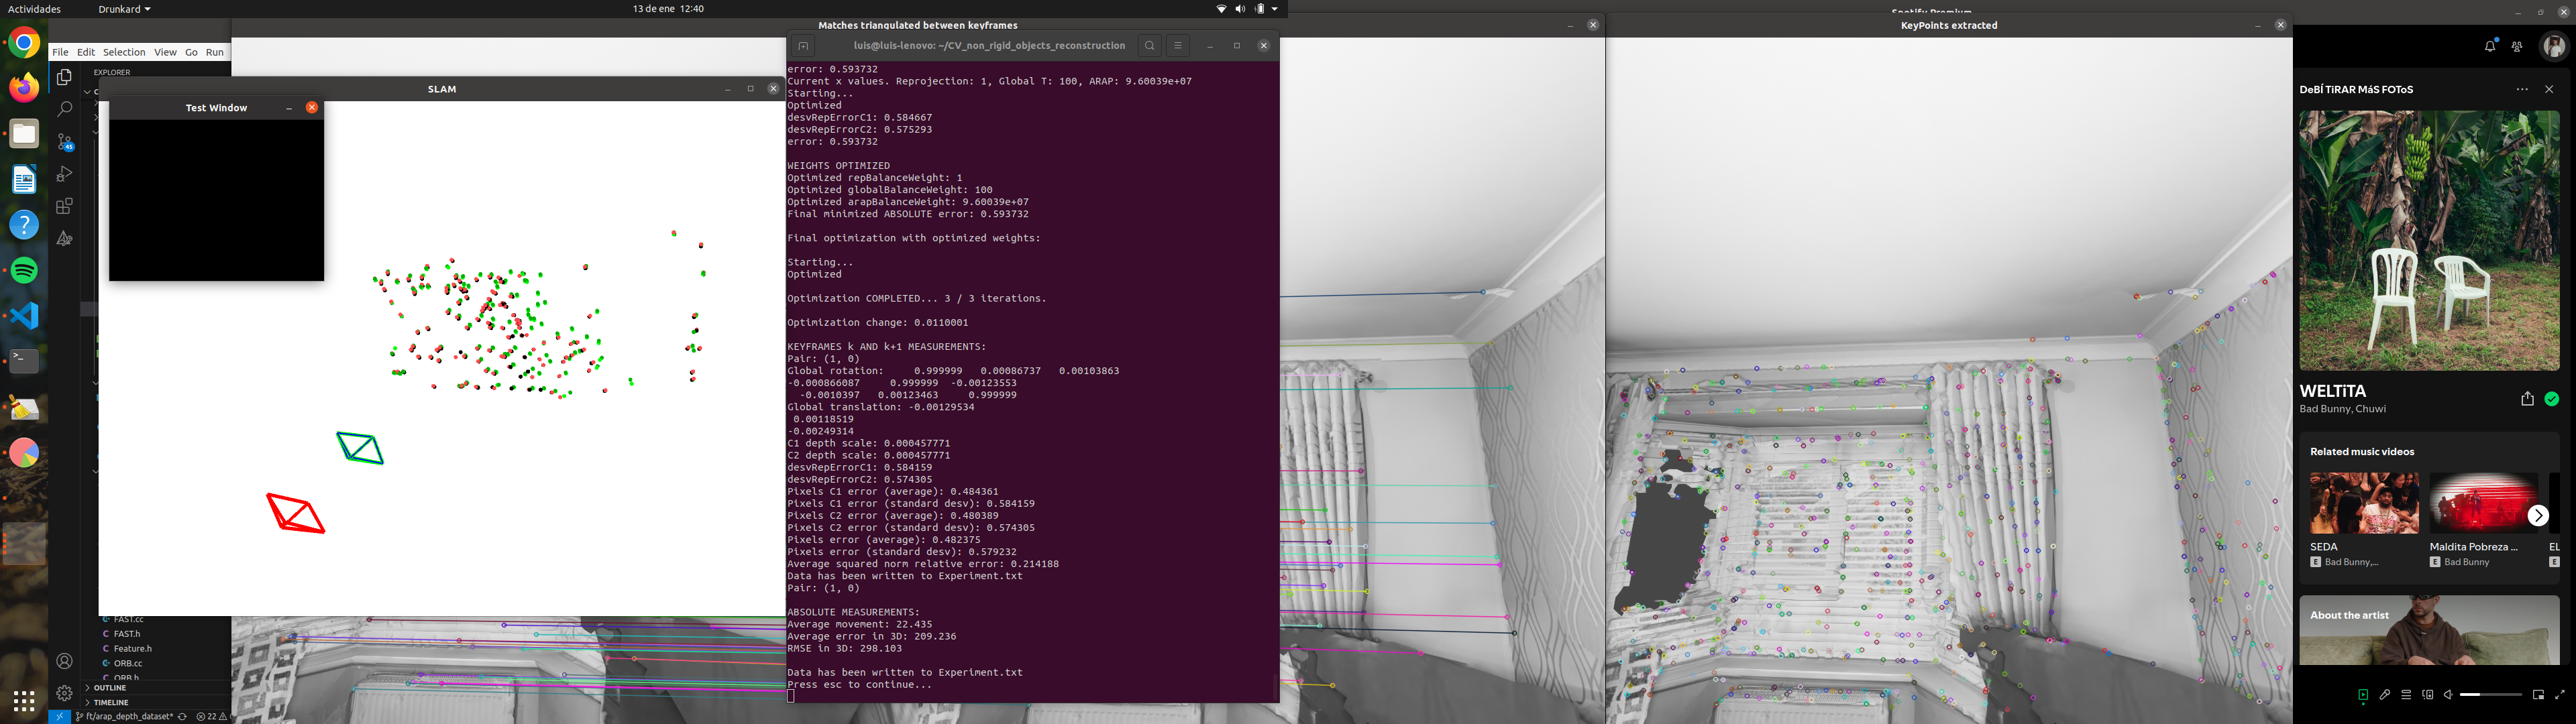 Actividades
Drunkard
13 de ene 12:40
File Edit Selection View Go Run
EXPLORER
SLAM
Test Window
FAST.cc
FAST.h
Feature.h
ORB.cc
ORB.h
OUTLINE
TIMELINE
45
ft/arap_depth_dataset*
22
Matches triangulated between keyframes
luis@luis-lenovo: ~/CV_non_rigid_objects_reconstruction
error: 0.593732
Current x values. Reprojection: 1, Global T: 100, ARAP: 9.60039e+07
Starting...
Optimized
desvRepErrorC1: 0.584667
desvRepErrorC2: 0.575293
error: 0.593732
WEIGHTS OPTIMIZED
Optimized repBalanceWeight: 1
Optimized globalBalanceWeight: 100
Optimized arapBalanceWeight: 9.60039e+07
Final minimized ABSOLUTE error: 0.593732
Final optimization with optimized weights:
Starting...
Optimized
Optimization COMPLETED... 3 / 3 iterations.
Optimization change: 0.0110001
KEYFRAMES k AND k+1 MEASUREMENTS:
Pair: (1, 0)
Global rotation: 0.999999 0.00086737 0.00103863
-0.000866087 0.999999 -0.00123553
-0.0010397 0.00123463 0.999999
Global translation: -0.00129534
0.00118519
-0.00249314
C1 depth scale: 0.000457771
C2 depth scale: 0.000457771
desvRepErrorC1: 0.584159
desvRepErrorC2: 0.574305
Pixels C1 error (average): 0.484361
Pixels C1 error (standard desv): 0.584159
Pixels C2 error (average): 0.480389
Pixels C2 error (standard desv): 0.574305
Pixels error (average): 0.482375
Pixels error (standard desv): 0.579232
Average squared norm relative error: 0.214188
Data has been written to Experiment.txt
Pair: (1, 0)
ABSOLUTE MEASUREMENTS:
Average movement: 22.435
Average error in 3D: 209.236
RMSE in 3D: 298.103
Data has been written to Experiment.txt
Press esc to continue...
KeyPoints extracted
Spotify Premium
DeBÍ TiRAR MáS FOToS
WELTiTA
Bad Bunny, Chuwi
Related music videos
SEDA
E Bad Bunny,...
Maldita Pobreza ...
E Bad Bunny
EL
E
About the artist